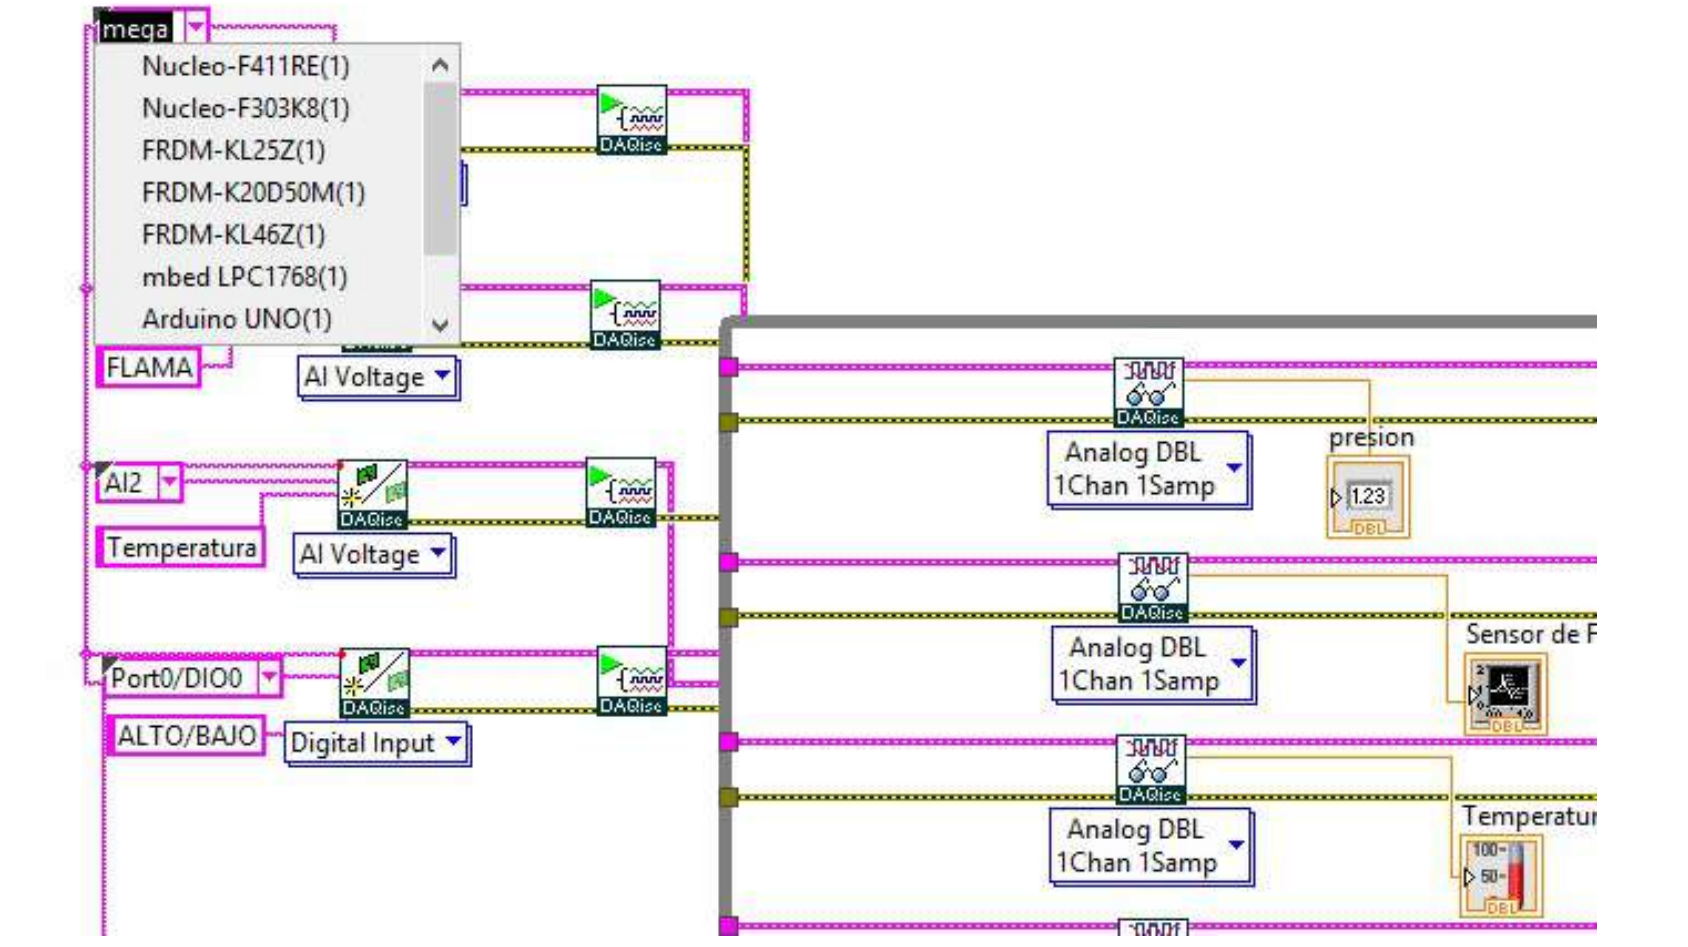 mega
Nucleo-F411RE(1)
Nucleo-F303K8(1)
FRDM-KL25Z(1)
FRDM-K20D50M(1)
FRDM-KL46Z(1)
mbed LPC1768(1)
Arduino UNO(1)
DAQise
DAQise
FLAMA
AI Voltage
AI2
DAQise
DAQise
Temperatura
AI Voltage
Port0/DIO0
DAQise
DAQise
ALTO/BAJO
Digital Input
DAQise
Analog DBL
1Chan 1Samp
presion
1.23
DBL
DAQise
Analog DBL
1Chan 1Samp
Sensor de F
2
DBL
DAQise
Analog DBL
1Chan 1Samp
Temperatur
100
50
DBL